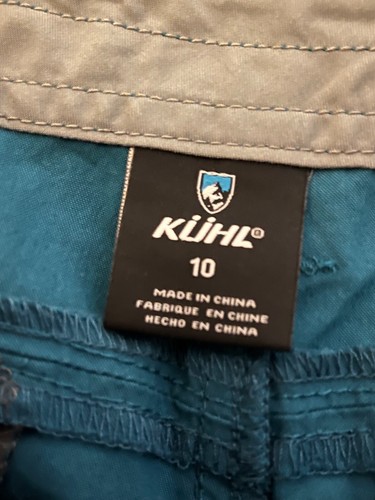 KÜHL®
10
MADE IN CHINA
FABRIQUE EN CHINE
HECHO EN CHINA